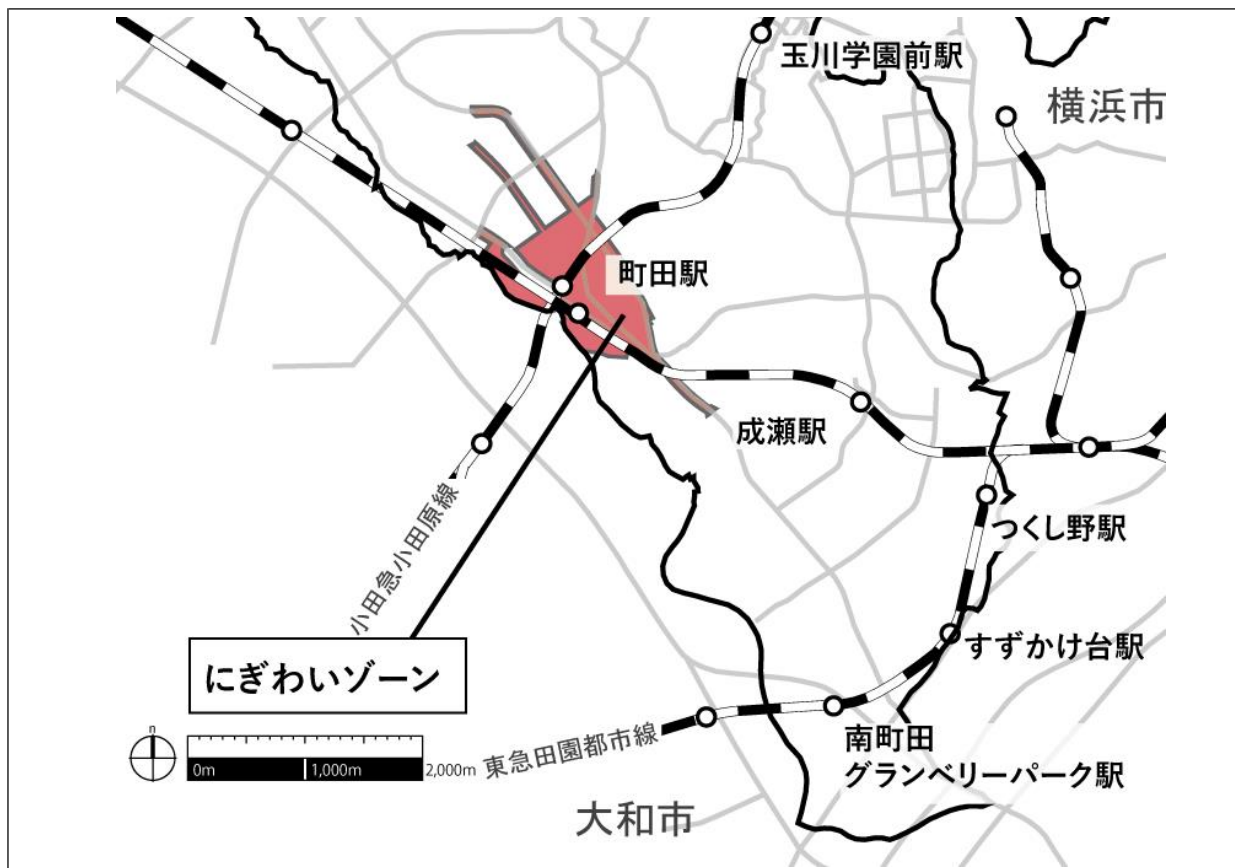 玉川学園前駅
横浜市
町田駅
成瀬駅
つくし野駅
小田急小田原線
すずかけ台駅
にぎわいゾーン
南町田
グランベリーパーク駅
東急田園都市線
n
0m 1,000m 2,000m
大和市